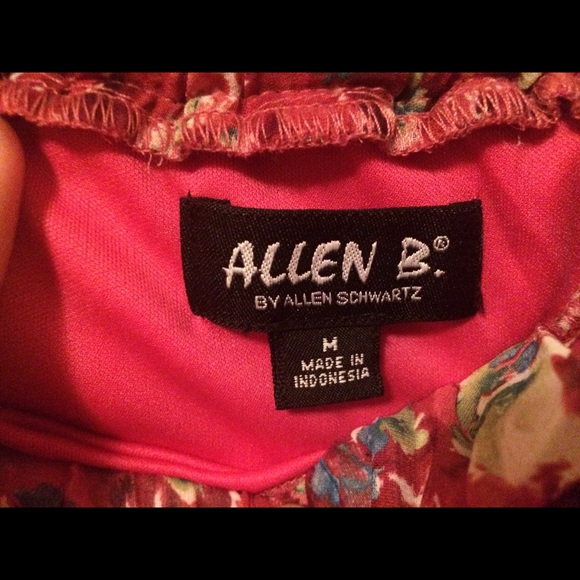 ALLEN B.®
BY ALLEN SCHWARTZ
M
MADE IN
INDONESIA